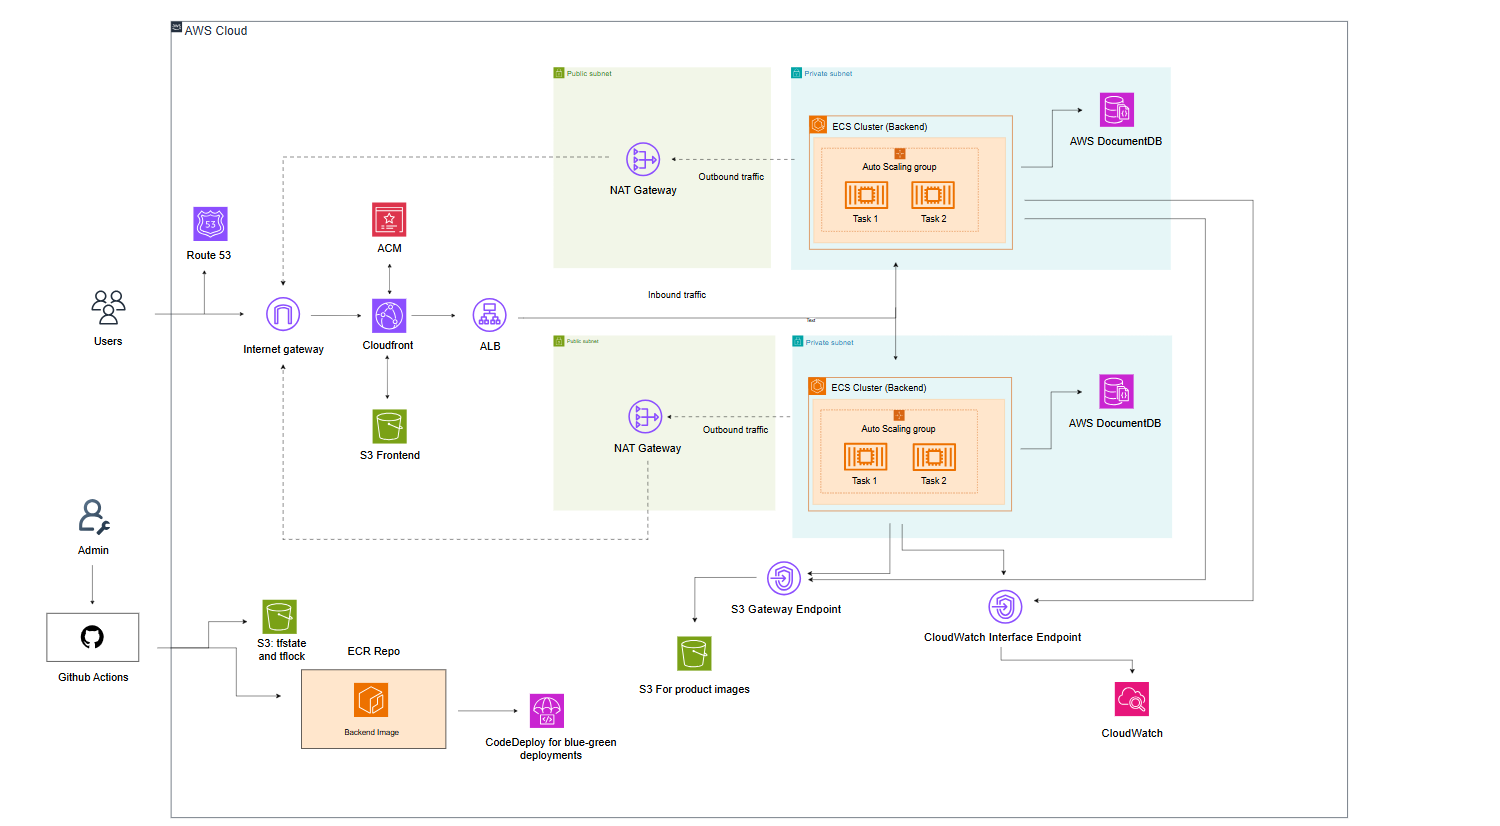 aws
AWS Cloud
Public subnet
Private subnet
ECS Cluster (Backend)
Auto Scaling group
Task 1
Task 2
AWS DocumentDB
NAT Gateway
Outbound traffic
53
Route 53
ACM
Users
Internet gateway
Cloudfront
ALB
Inbound traffic
Text
S3 Frontend
Public subnet
Private subnet
ECS Cluster (Backend)
Auto Scaling group
Task 1
Task 2
AWS DocumentDB
NAT Gateway
Outbound traffic
Admin
Github Actions
S3: tfstate
and tflock
ECR Repo
Backend Image
CodeDeploy for blue-green
deployments
S3 Gateway Endpoint
S3 For product images
CloudWatch Interface Endpoint
CloudWatch